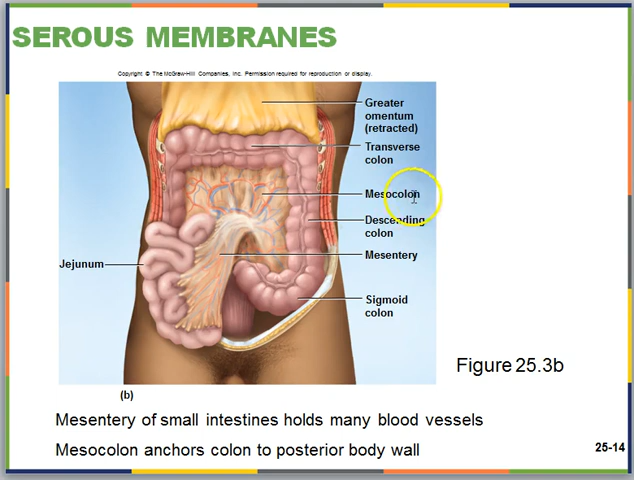 SEROUS MEMBRANES
Copyright © The McGraw-Hill Companies, Inc. Permission required for reproduction or display.
Greater
omentum
(retracted)
Transverse
colon
Mesocolon
Descending
colon
Mesentery
Jejunum
Sigmoid
colon
Figure 25.3b
(b)
Mesentery of small intestines holds many blood vessels
Mesocolon anchors colon to posterior body wall
25-14